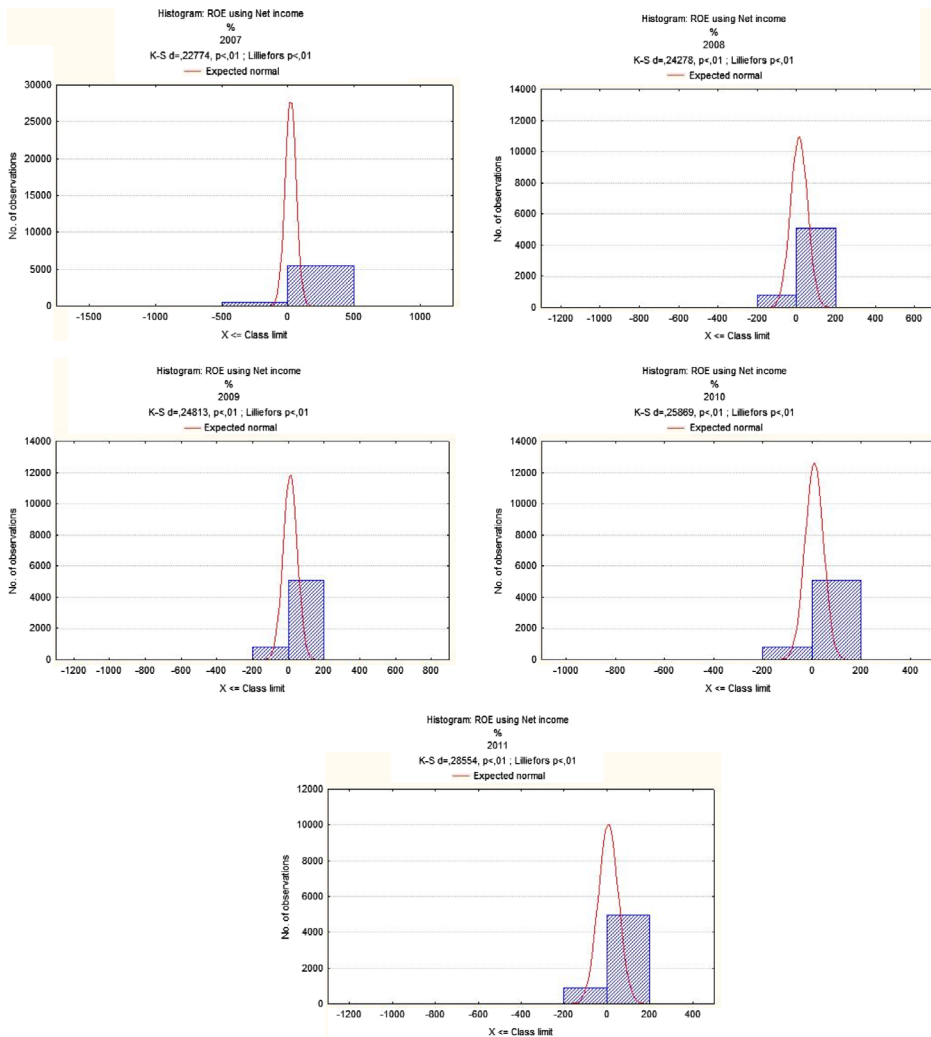 Histogram: ROE using Net income
%
2007
K-S d=,22774, p<,01 ; Lilliefors p<,01
Expected normal
30000
25000
20000
15000
10000
5000
0
No. of observations
-1500 -1000 -500 0 500 1000
X <= Class limit
Histogram: ROE using Net income
%
2008
K-S d=,24278, p<,01 ; Lilliefors p<,01
Expected normal
14000
12000
10000
8000
6000
4000
2000
0
No. of observations
-1200 -1000 -800 -600 -400 -200 0 200 400 600
X <= Class limit
Histogram: ROE using Net income
%
2009
K-S d=,24813, p<,01 ; Lilliefors p<,01
Expected normal
14000
12000
10000
8000
6000
4000
2000
0
No. of observations
-1200 -1000 -800 -600 -400 -200 0 200 400 600 800
X <= Class limit
Histogram: ROE using Net income
%
2010
K-S d=,25869, p<,01 ; Lilliefors p<,01
Expected normal
14000
12000
10000
8000
6000
4000
2000
0
No. of observations
-1000 -800 -600 -400 -200 0 200 400
X <= Class limit
Histogram: ROE using Net income
%
2011
K-S d=,28554, p<,01 ; Lilliefors p<,01
Expected normal
12000
10000
8000
6000
4000
2000
0
No. of observations
-1200 -1000 -800 -600 -400 -200 0 200 400
X <= Class limit